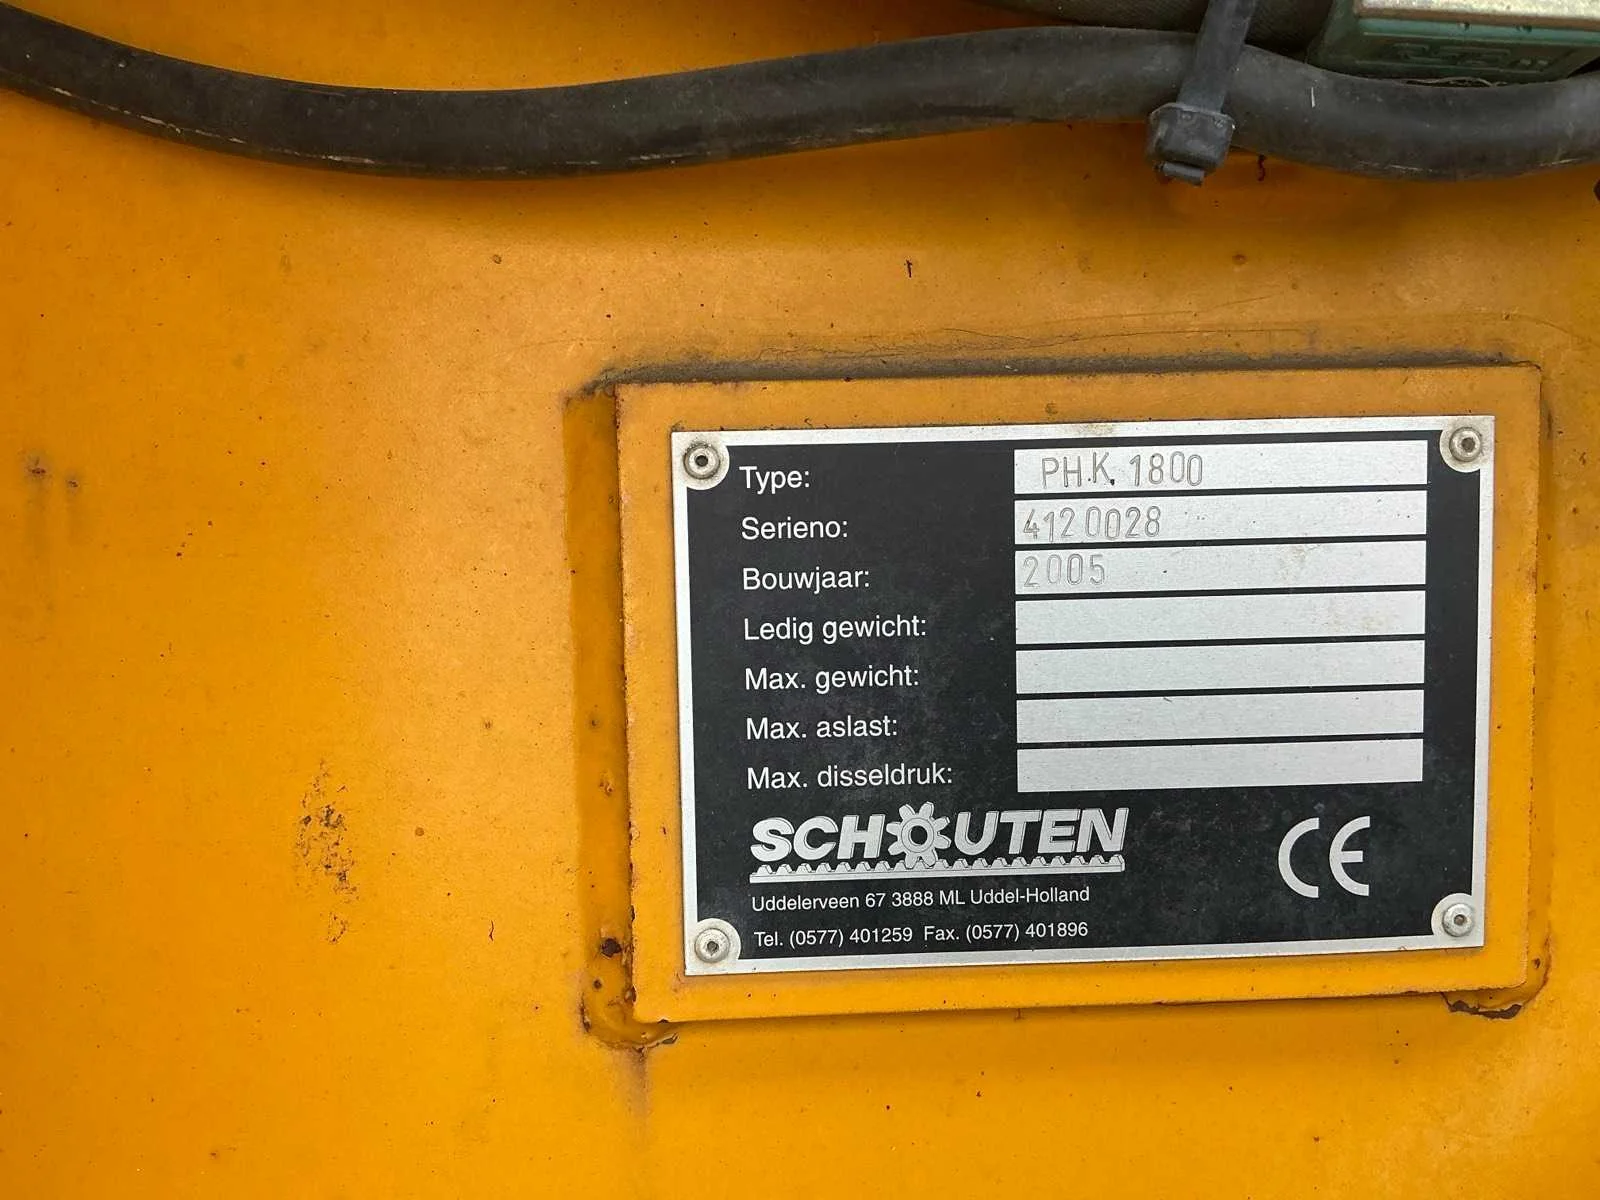 Type: PH.K. 1800
Serieno: 4120028
Bouwjaar: 2005
Ledig gewicht:
Max. gewicht:
Max. aslast:
Max. disseldruk:
SCHOUTEN
CE
Uddelerveen 67 3888 ML Uddel-Holland
Tel. (0577) 401259 Fax. (0577) 401896